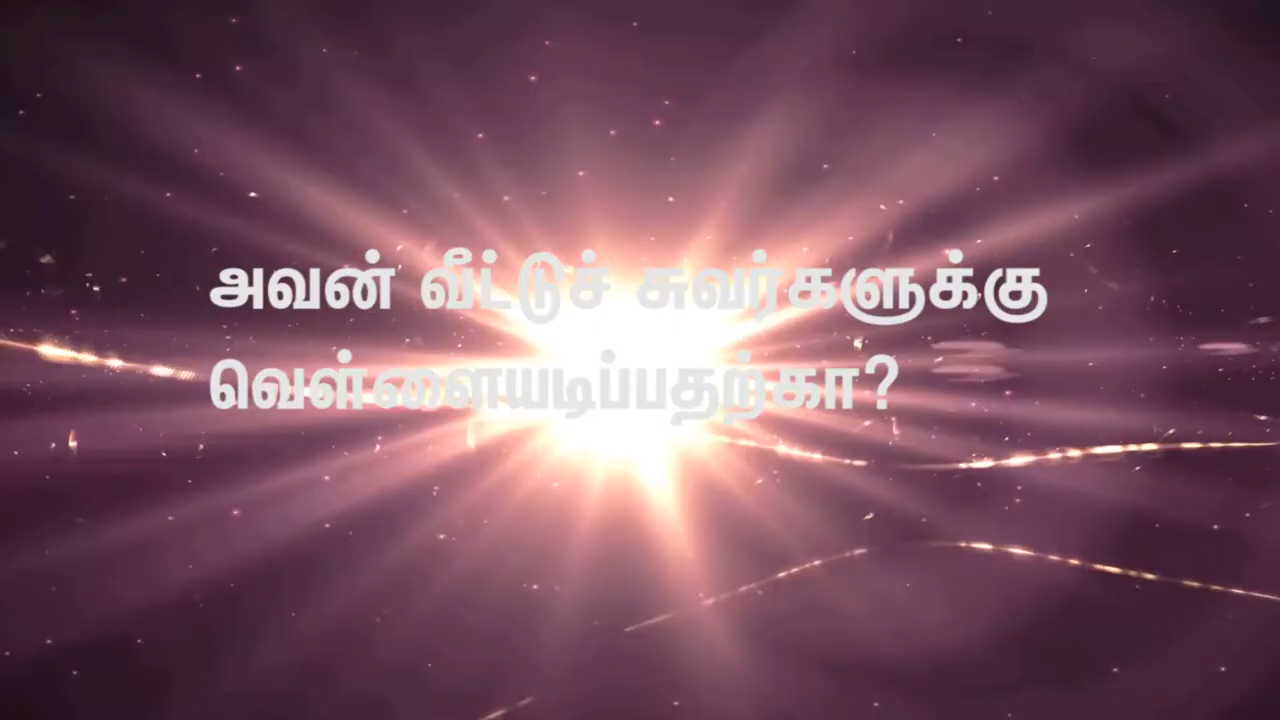 அவன் வீட்டுச் சுவர்களுக்கு
வெள்ளையடிப்பதற்கா?